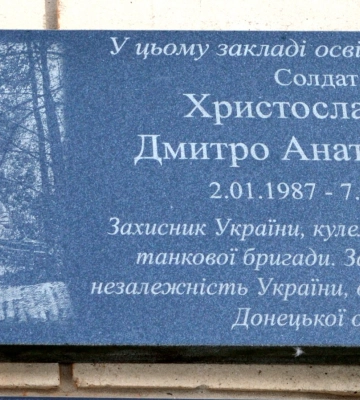 У цьому закладі осві
Солдат
Христосла
Дмитро Анат
2.01.1987 - 7.
Захисник України, куле
танкової бригади. За
незалежність України,
Донецької о